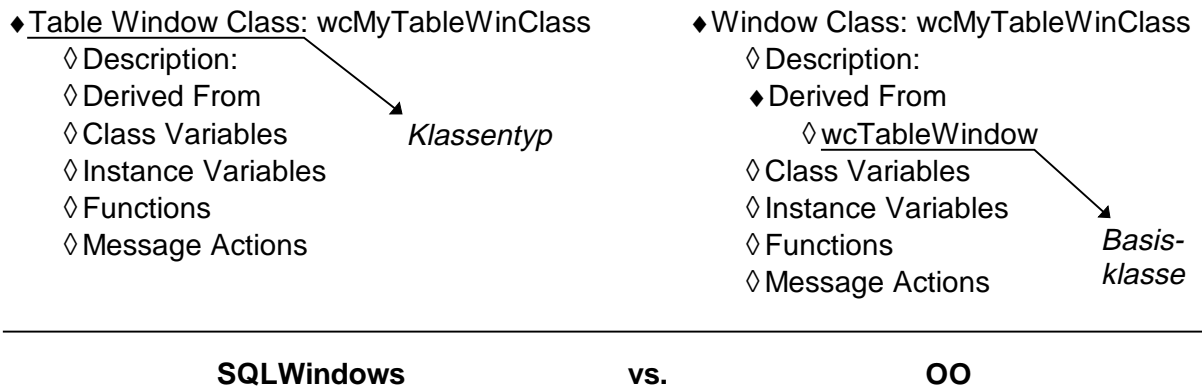 ♦Table Window Class: wcMyTableWinClass
◊Description:
◊Derived From
◊Class Variables
◊Instance Variables
◊Functions
◊Message Actions
Klassentyp
♦Window Class: wcMyTableWinClass
◊Description:
♦Derived From
◊wcTableWindow
◊Class Variables
◊Instance Variables
◊Functions
◊Message Actions
Basis-
klasse
SQLWindows vs. OO